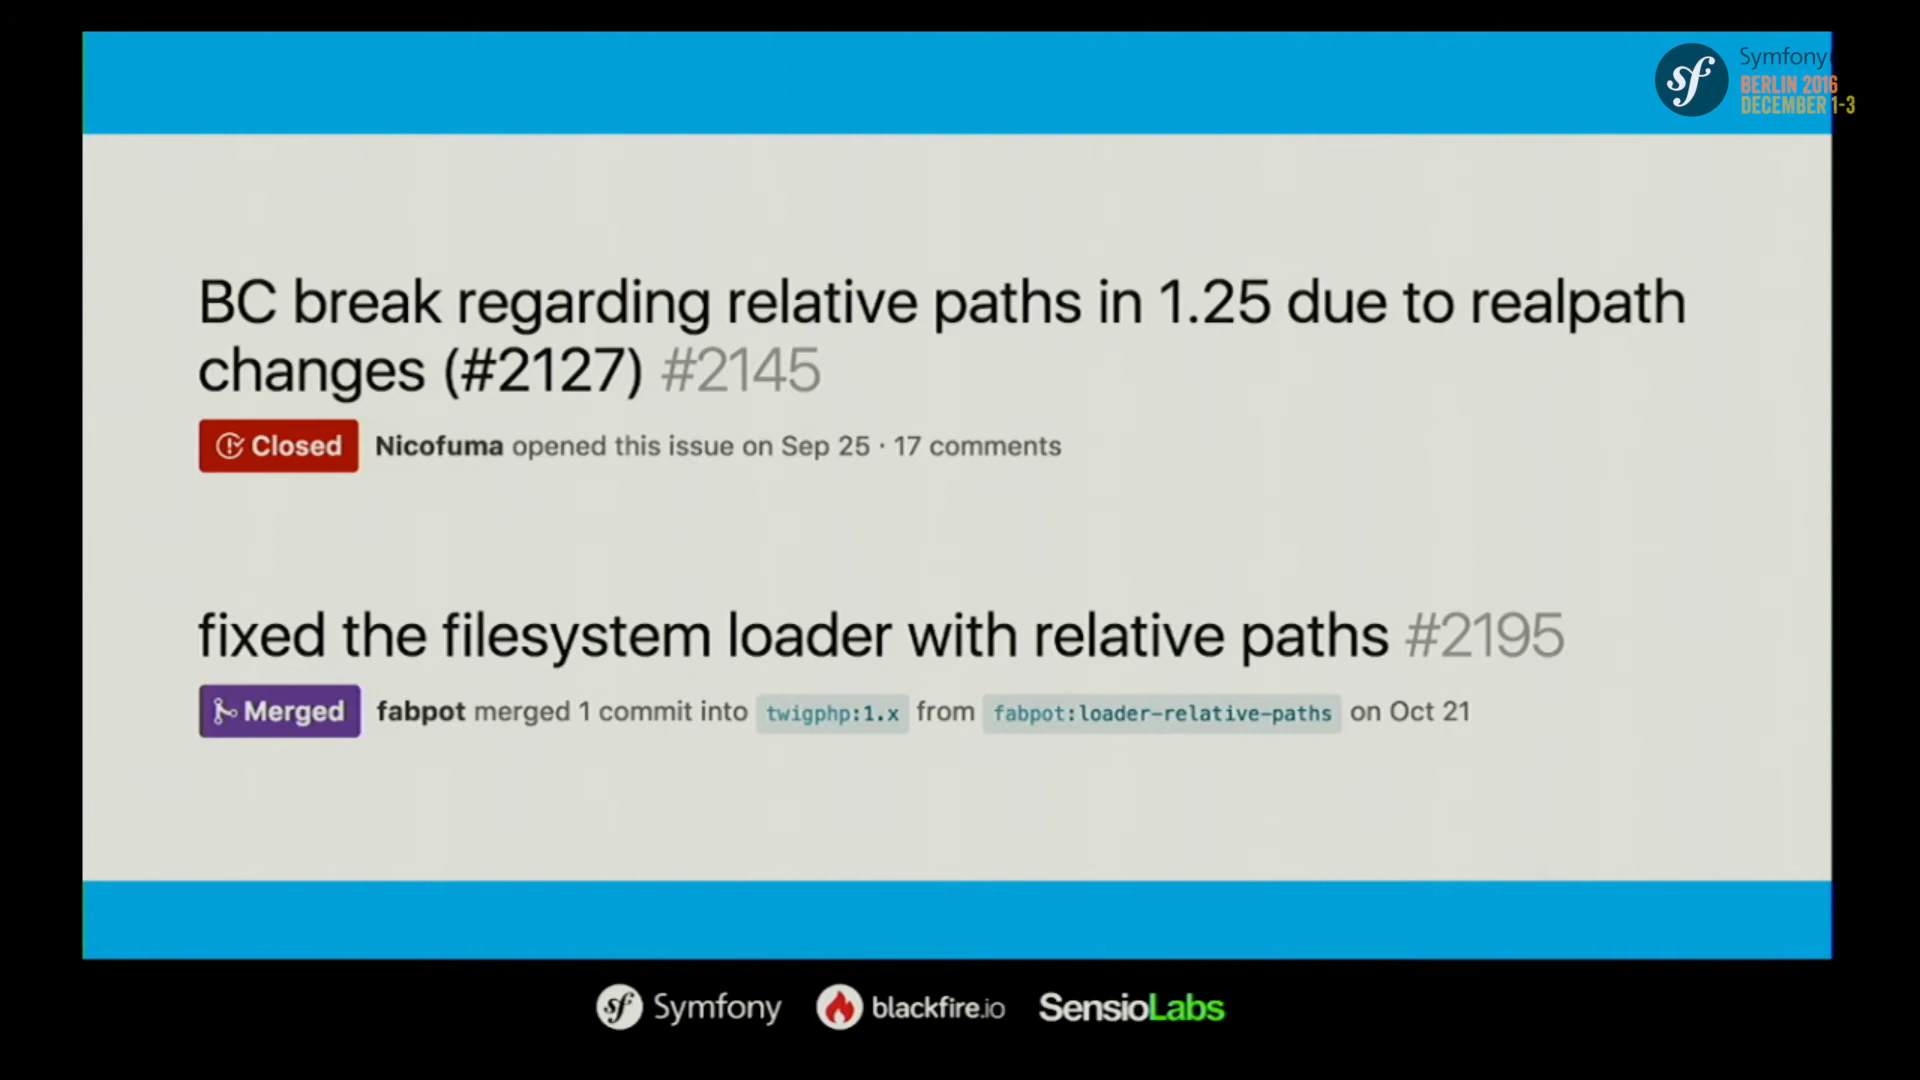 Symfony
BERLIN 2016
DECEMBER 1-3
BC break regarding relative paths in 1.25 due to realpath
changes (#2127) #2145
Closed Nicofuma opened this issue on Sep 25 · 17 comments
fixed the filesystem loader with relative paths #2195
Merged fabpot merged 1 commit into twigphp:1.x from fabpot:loader-relative-paths on Oct 21
sf Symfony blackfire.io SensioLabs